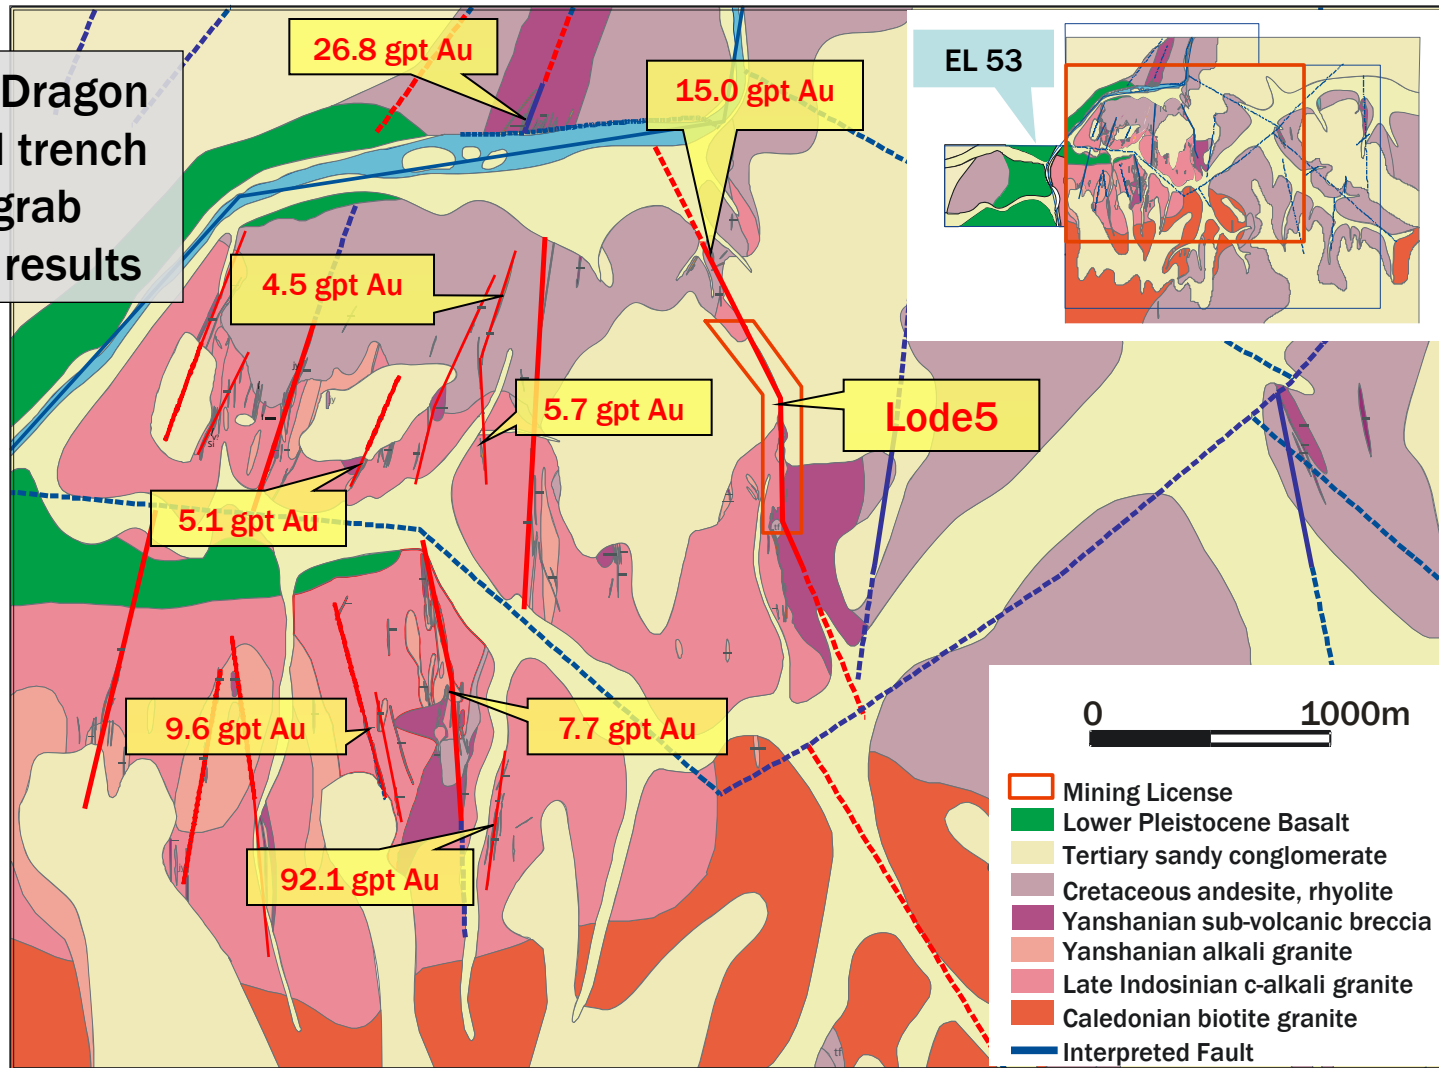 Dragon
trench
grab
results
26.8 gpt Au
15.0 gpt Au
EL 53
4.5 gpt Au
5.7 gpt Au
Lode5
5.1 gpt Au
9.6 gpt Au
7.7 gpt Au
92.1 gpt Au
0 1000m
Mining License
Lower Pleistocene Basalt
Tertiary sandy conglomerate
Cretaceous andesite, rhyolite
Yanshanian sub-volcanic breccia
Yanshanian alkali granite
Late Indosinian c-alkali granite
Caledonian biotite granite
Interpreted Fault
tf